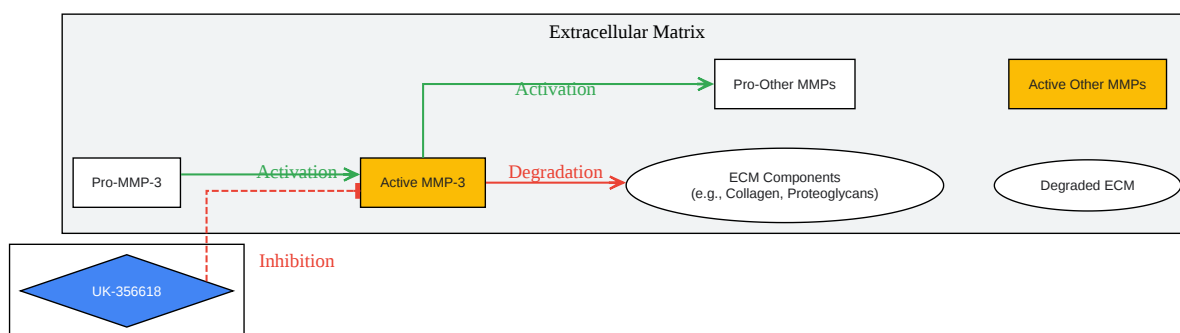 Extracellular Matrix
Pro-Other MMPs
Active Other MMPs
Activation
Pro-MMP-3
Activation
Active MMP-3
Degradation
ECM Components
(e.g., Collagen, Proteoglycans)
Degraded ECM
Inhibition
UK-356618